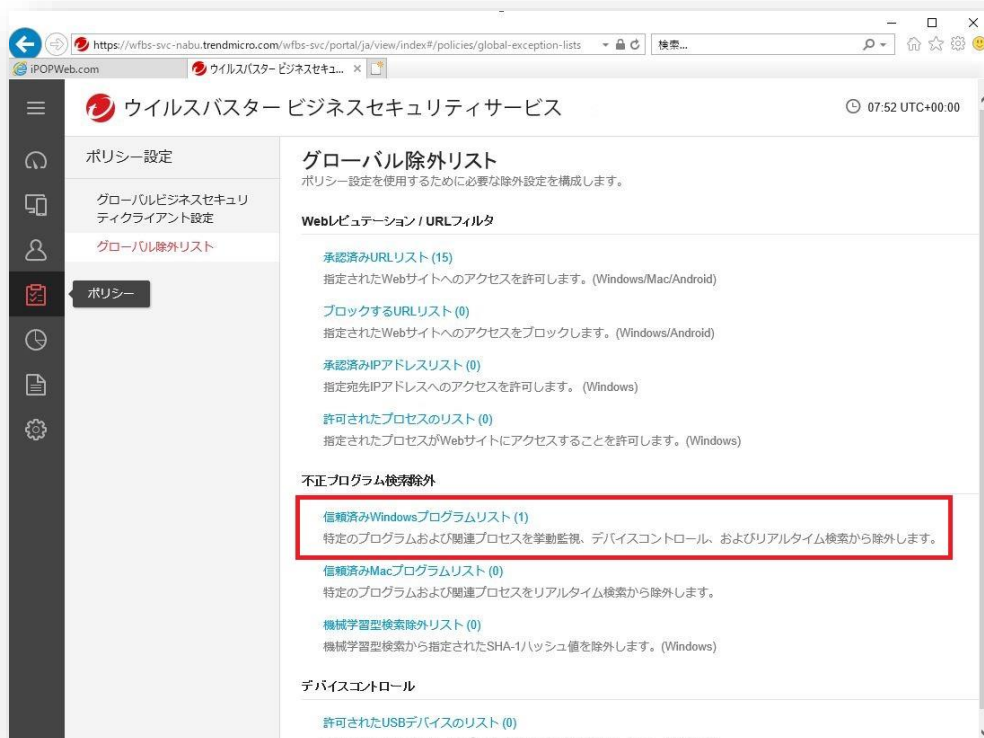 https://wfbs-svc-nabu.trendmicro.com/wfbs-svc/portal/ja/view/index#/policies/global-exception-lists
検索...
iPOPWeb.com
ウイルスバスター ビジネスセキュ...
ウイルスバスター ビジネスセキュリティサービス
07:52 UTC+00:00
ポリシー設定
グローバルビジネスセキュリ
ティクライアント設定
グローバル除外リスト
ポリシー
グローバル除外リスト
ポリシー設定を使用するために必要な除外設定を構成します。
Webレピュテーション / URLフィルタ
承認済みURLリスト (15)
指定されたWebサイトへのアクセスを許可します。(Windows/Mac/Android)
ブロックするURLリスト (0)
指定されたWebサイトへのアクセスをブロックします。(Windows/Android)
承認済みIPアドレスリスト (0)
指定宛先IPアドレスへのアクセスを許可します。 (Windows)
許可されたプロセスのリスト (0)
指定されたプロセスがWebサイトにアクセスすることを許可します。(Windows)
不正プログラム検索除外
信頼済みWindowsプログラムリスト (1)
特定のプログラムおよび関連プロセスを挙動監視、デバイスコントロール、およびリアルタイム検索から除外します。
信頼済みMacプログラムリスト (0)
特定のプログラムおよび関連プロセスをリアルタイム検索から除外します。
機械学習型検索除外リスト (0)
機械学習型検索から指定されたSHA-1ハッシュ値を除外します。(Windows)
デバイスコントロール
許可されたUSBデバイスのリスト (0)